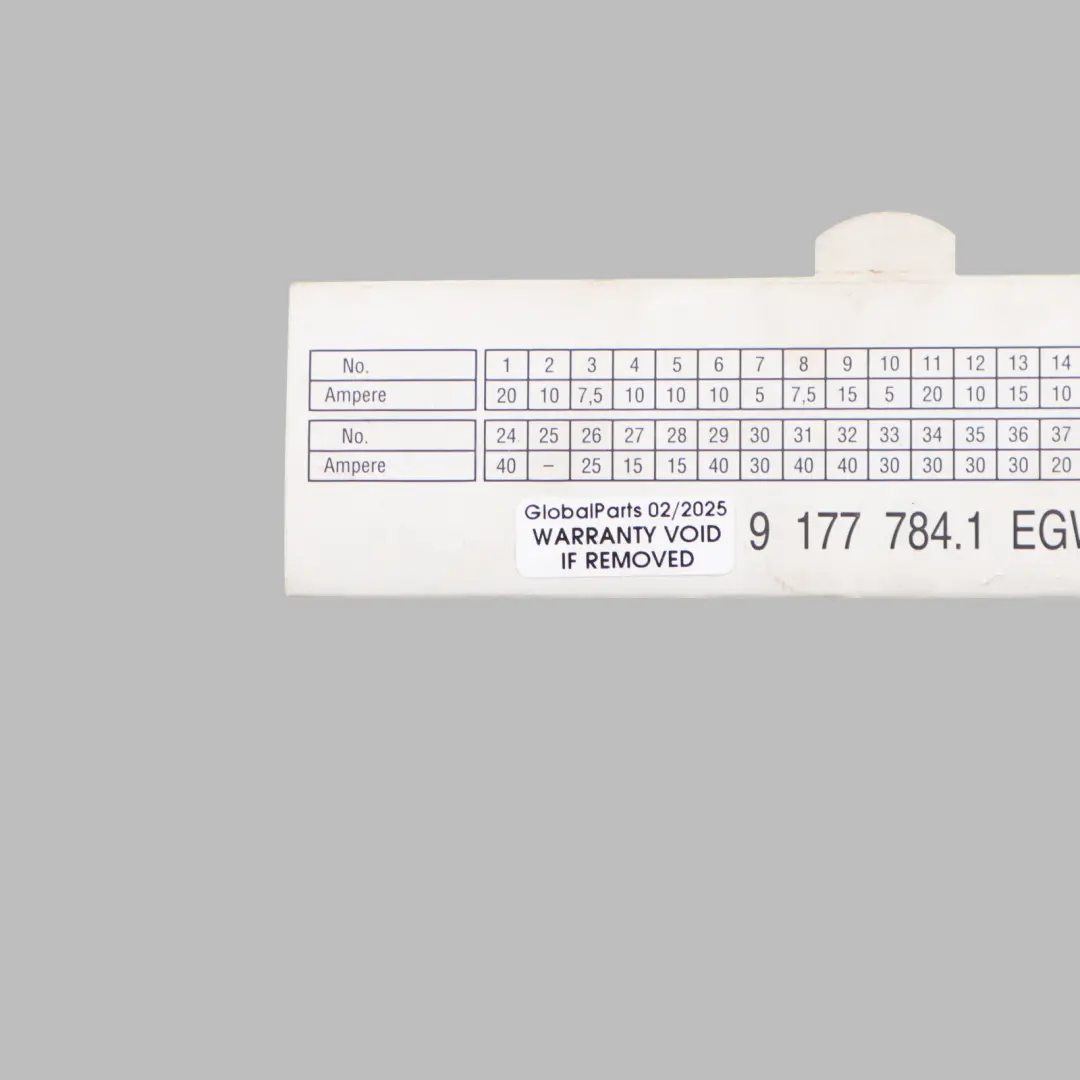 No. 1 2 3 4 5 6 7 8 9 10 11 12 13 14
Ampere 20 10 7,5 10 10 10 5 7,5 15 5 20 10 15 10
No. 24 25 26 27 28 29 30 31 32 33 34 35 36 37
Ampere 40 – 25 15 15 40 30 40 40 30 30 30 30 20
GlobalParts 02/2025
WARRANTY VOID
IF REMOVED
9 177 784.1 EG